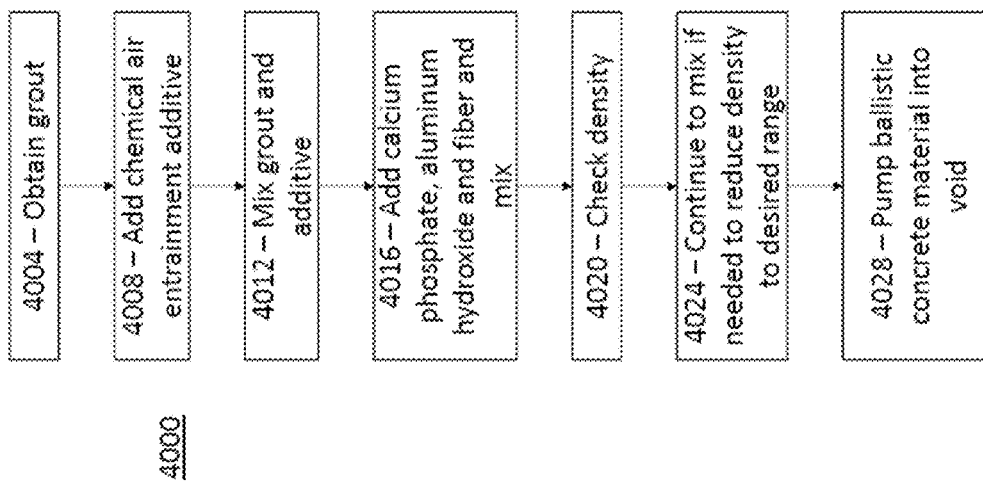 4000
4004 – Obtain grout
4008 – Add chemical air
entrainment additive
4012 – Mix grout and
additive
4016 – Add calcium
phosphate, aluminum
hydroxide and fiber and
mix
4020 – Check density
4024 – Continue to mix if
needed to reduce density
to desired range
4028 – Pump ballistic
concrete material into
void